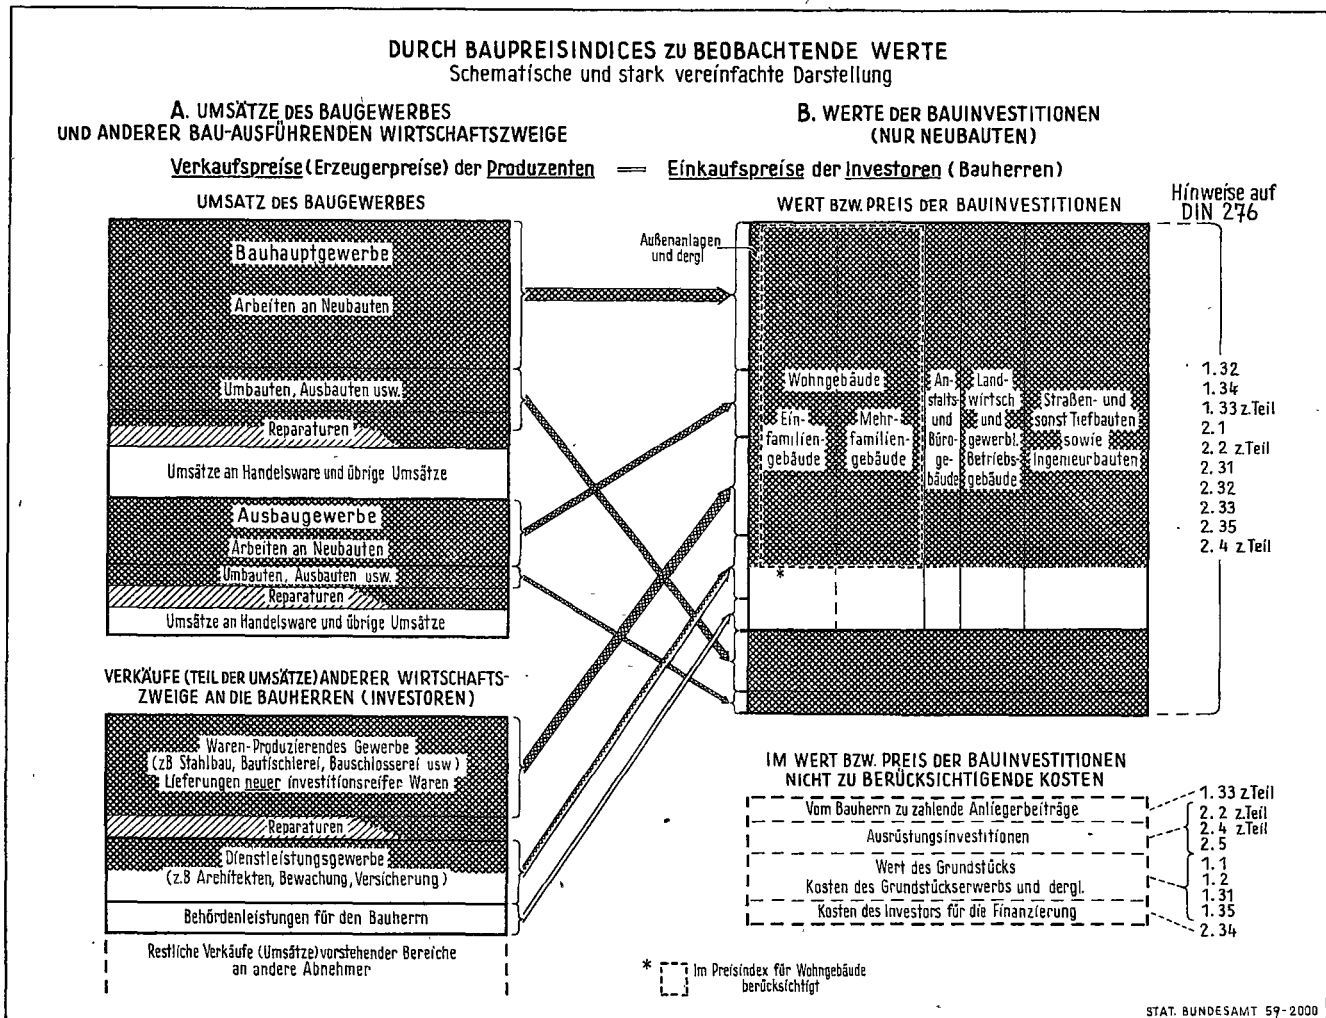 DURCH BAUPREISINDICES ZU BEOBACHTENDE WERTE
Schematische und stark vereinfachte Darstellung
A. UMSÄTZE DES BAUGEWERBES
UND ANDERER BAU-AUSFÜHRENDEN WIRTSCHAFTSZWEIGE
B. WERTE DER BAUINVESTITIONEN
(NUR NEUBAUTEN)
Verkaufspreise (Erzeugerpreise) der Produzenten = Einkaufspreise der Investoren (Bauherren)
UMSATZ DES BAUGEWERBES
Bauhauptgewerbe
Arbeiten an Neubauten
Umbauten, Ausbauten usw.
Reparaturen
Umsätze an Handelsware und übrige Umsätze
Ausbaugewerbe
Arbeiten an Neubauten
Umbauten, Ausbauten usw.
Reparaturen
Umsätze an Handelsware und übrige Umsätze
VERKÄUFE (TEIL DER UMSÄTZE) ANDERER WIRTSCHAFTS-
ZWEIGE AN DIE BAUHERREN (INVESTOREN)
Waren-Produzierendes Gewerbe
(zB Stahlbau, Bautischlerei, Bauschlosserei usw)
Lieferungen neuer investitionsreifer Waren
Reparaturen
Dienstleistungsgewerbe
(z.B Architekten, Bewachung, Versicherung)
Behördenleistungen für den Bauherrn
Restliche Verkäufe (Umsätze) vorstehender Bereiche
an andere Abnehmer
WERT BZW. PREIS DER BAUINVESTITIONEN
Außenanlagen
und dergl
Wohngebäude
Ein-
familien-
gebäude
Mehr-
familien-
gebäude
An-
stalts-
und
Büro-
ge-
bäude
Land-
wirtsch
und
gewerbl.
Betriebs-
gebäude
Straßen- und
sonst Tiefbauten
sowie
Ingenieurbauten
*
Hinweise auf
DIN 276
1.32
1.34
1.33 z.Teil
2.1
2.2 z.Teil
2.31
2.32
2.33
2.35
2.4 z.Teil
IM WERT BZW. PREIS DER BAUINVESTITIONEN
NICHT ZU BERÜCKSICHTIGENDE KOSTEN
Vom Bauherrn zu zahlende Anliegerbeiträge
Ausrüstungsinvestitionen
Wert des Grundstücks
Kosten des Grundstückserwerbs und dergl.
Kosten des Investors für die Finanzierung
1.33 z.Teil
2.2 z.Teil
2.4 z.Teil
2.5
1.1
1.2
1.31
1.35
2.34
* Im Preisindex für Wohngebäude
berücksichtigt
STAT. BUNDESAMT 59-2000